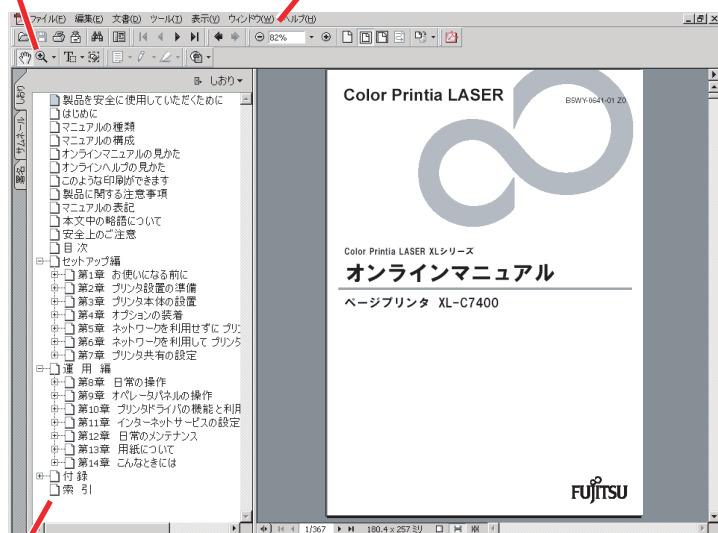 ファイル(F) 編集(E) 文書(D) ツール(T) 表示(V) ウィンドウ(W) ヘルプ(H)
82%
しおり
しおり
サムネール
製品を安全に使用していただくために
はじめに
マニュアルの種類
マニュアルの構成
オンラインマニュアルの見かた
オンラインヘルプの見かた
このような印刷ができます
製品に関する注意事項
マニュアルの表記
本文中の略語について
安全上のご注意
目 次
セットアップ編
第1章 お使いになる前に
第2章 プリンタ設置の準備
第3章 プリンタ本体の設置
第4章 オプションの装着
第5章 ネットワークを利用せずに プリ
第6章 ネットワークを利用して プリンタ
第7章 プリンタ共有の設定
運 用 編
第8章 日常の操作
第9章 オペレータパネルの操作
第10章 プリンタドライバの機能と利用
第11章 インターネットサービスの設定
第12章 日常のメンテナンス
第13章 用紙について
第14章 こんなときには
付 録
索 引
Color Printia LASER
B5WY-0641-01 Z0
Color Printia LASER XLシリーズ
オンラインマニュアル
ページプリンタ XL-C7400
FUJITSU
1/367
180.4 x 257 ミリ